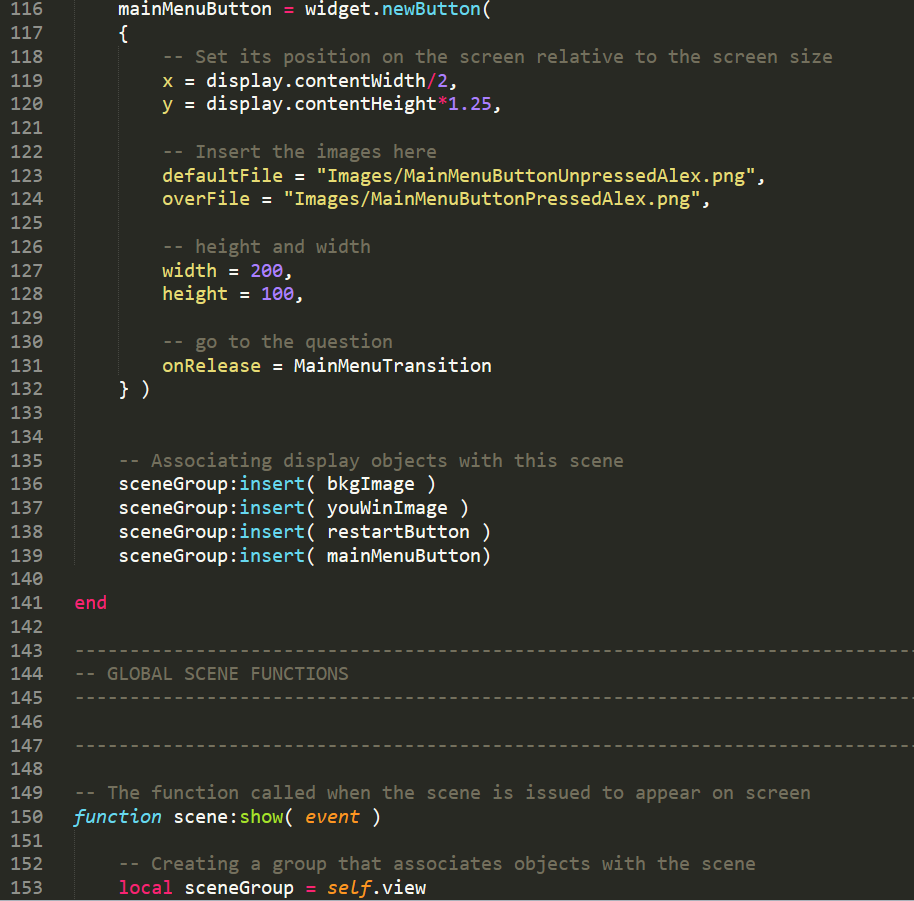 116 mainMenuButton = widget.newButton(
117 {
118 -- Set its position on the screen relative to the screen size
119 x = display.contentWidth/2,
120 y = display.contentHeight*1.25,
121
122 -- Insert the images here
123 defaultFile = "Images/MainMenuButtonUnpressedAlex.png",
124 overFile = "Images/MainMenuButtonPressedAlex.png",
125
126 -- height and width
127 width = 200,
128 height = 100,
129
130 -- go to the question
131 onRelease = MainMenuTransition
132 } )
133
134
135 -- Associating display objects with this scene
136 sceneGroup:insert( bkgImage )
137 sceneGroup:insert( youWinImage )
138 sceneGroup:insert( restartButton )
139 sceneGroup:insert( mainMenuButton)
140
141 end
142
143 -----------------------------------------------------------------------------
144 -- GLOBAL SCENE FUNCTIONS
145 -----------------------------------------------------------------------------
146
147 -----------------------------------------------------------------------------
148
149 -- The function called when the scene is issued to appear on screen
150 function scene:show( event )
151
152 -- Creating a group that associates objects with the scene
153 local sceneGroup = self.view